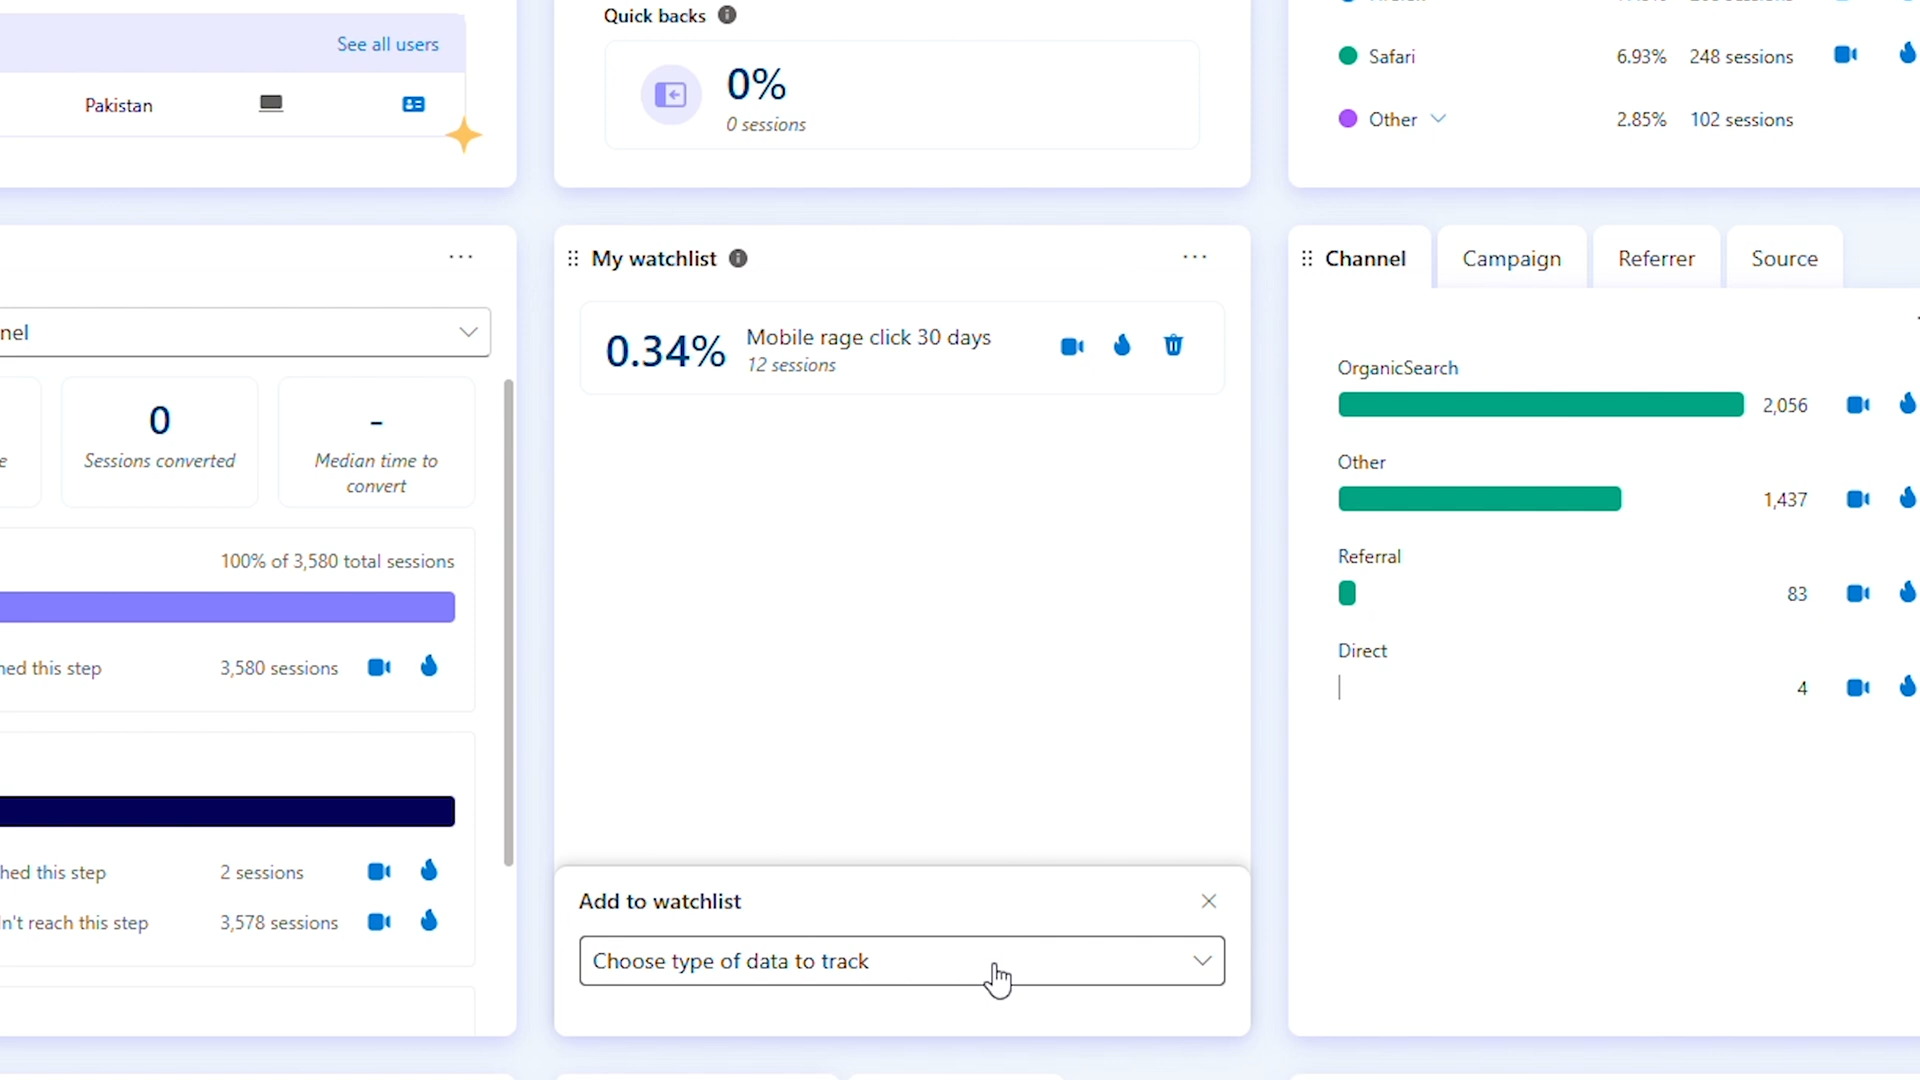 See all users
Pakistan
nel
0
Sessions converted
-
Median time to
convert
100% of 3,580 total sessions
ned this step
3,580 sessions
hed this step
2 sessions
n't reach this step
3,578 sessions
Quick backs
0%
0 sessions
My watchlist
0.34%
Mobile rage click 30 days
12 sessions
Add to watchlist
Choose type of data to track
Safari 6.93% 248 sessions
Other 2.85% 102 sessions
Channel Campaign Referrer Source
OrganicSearch
2,056
Other
1,437
Referral
83
Direct
4